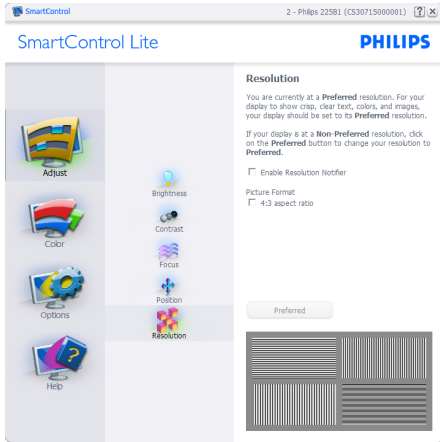 SmartControl
2 - Philips 225B1 (CS30715000001)
SmartControl Lite
PHILIPS
Adjust
Color
Options
Help
Brightness
Contrast
Focus
Position
Resolution
Resolution
You are currently at a Preferred resolution. For your
display to show crisp, clear text, colors, and images,
your display should be set to its Preferred resolution.
If your display is at a Non-Preferred resolution, click
on the Preferred button to change your resolution to
Preferred.
Enable Resolution Notifier
Picture Format
4:3 aspect ratio
Preferred